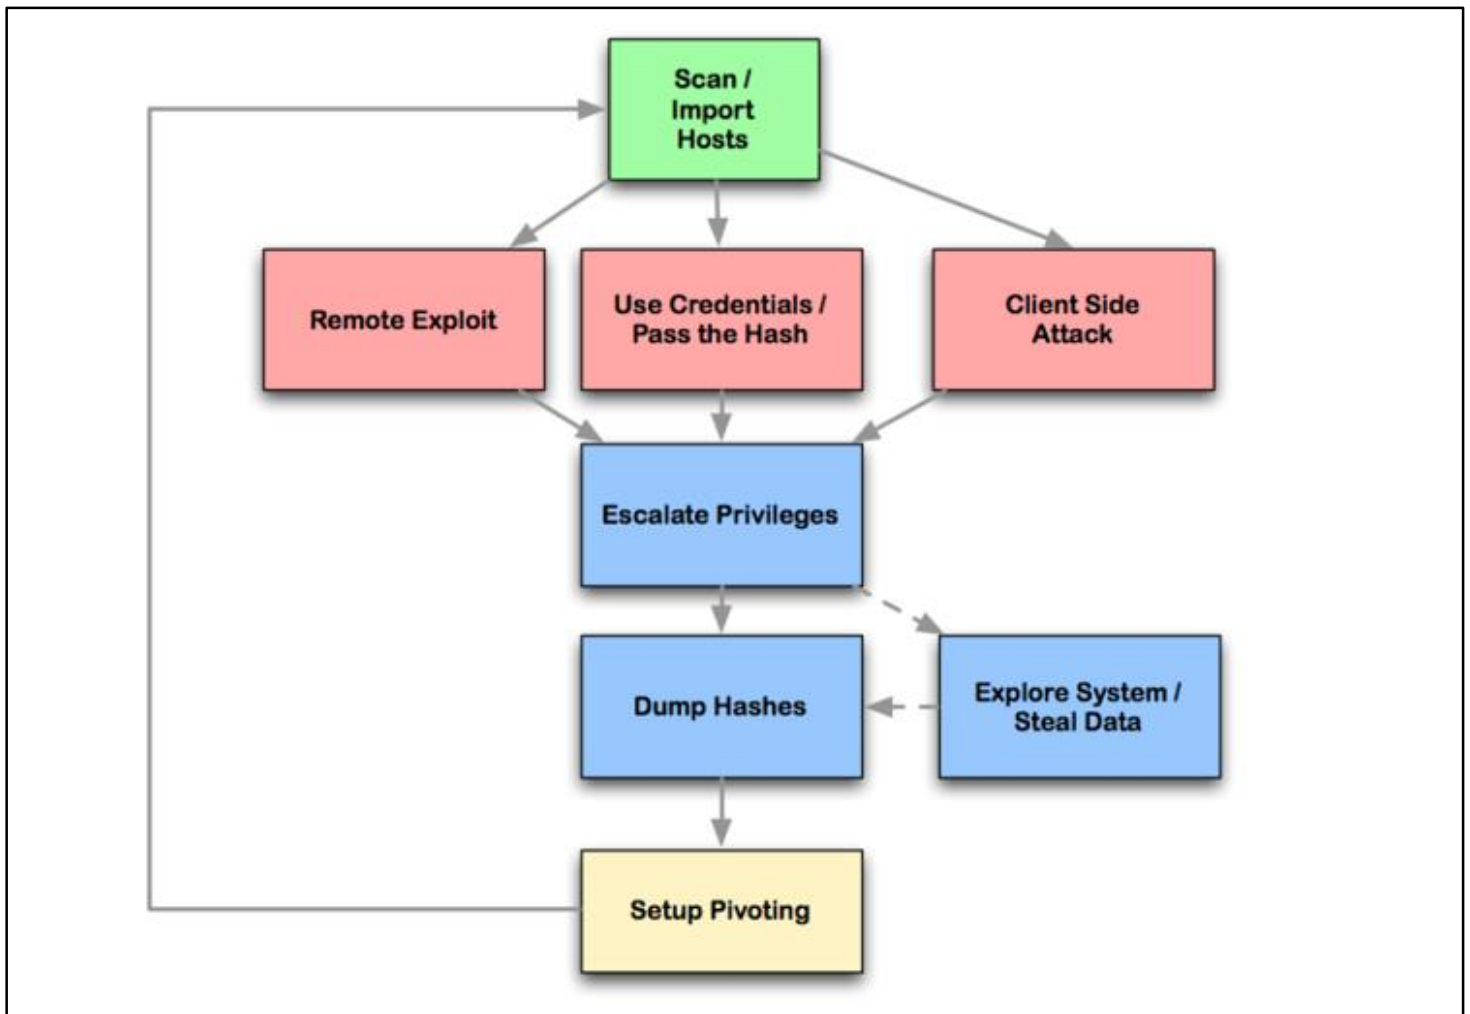 Scan /
Import
Hosts
Remote Exploit
Use Credentials /
Pass the Hash
Client Side
Attack
Escalate Privileges
Dump Hashes
Explore System /
Steal Data
Setup Pivoting